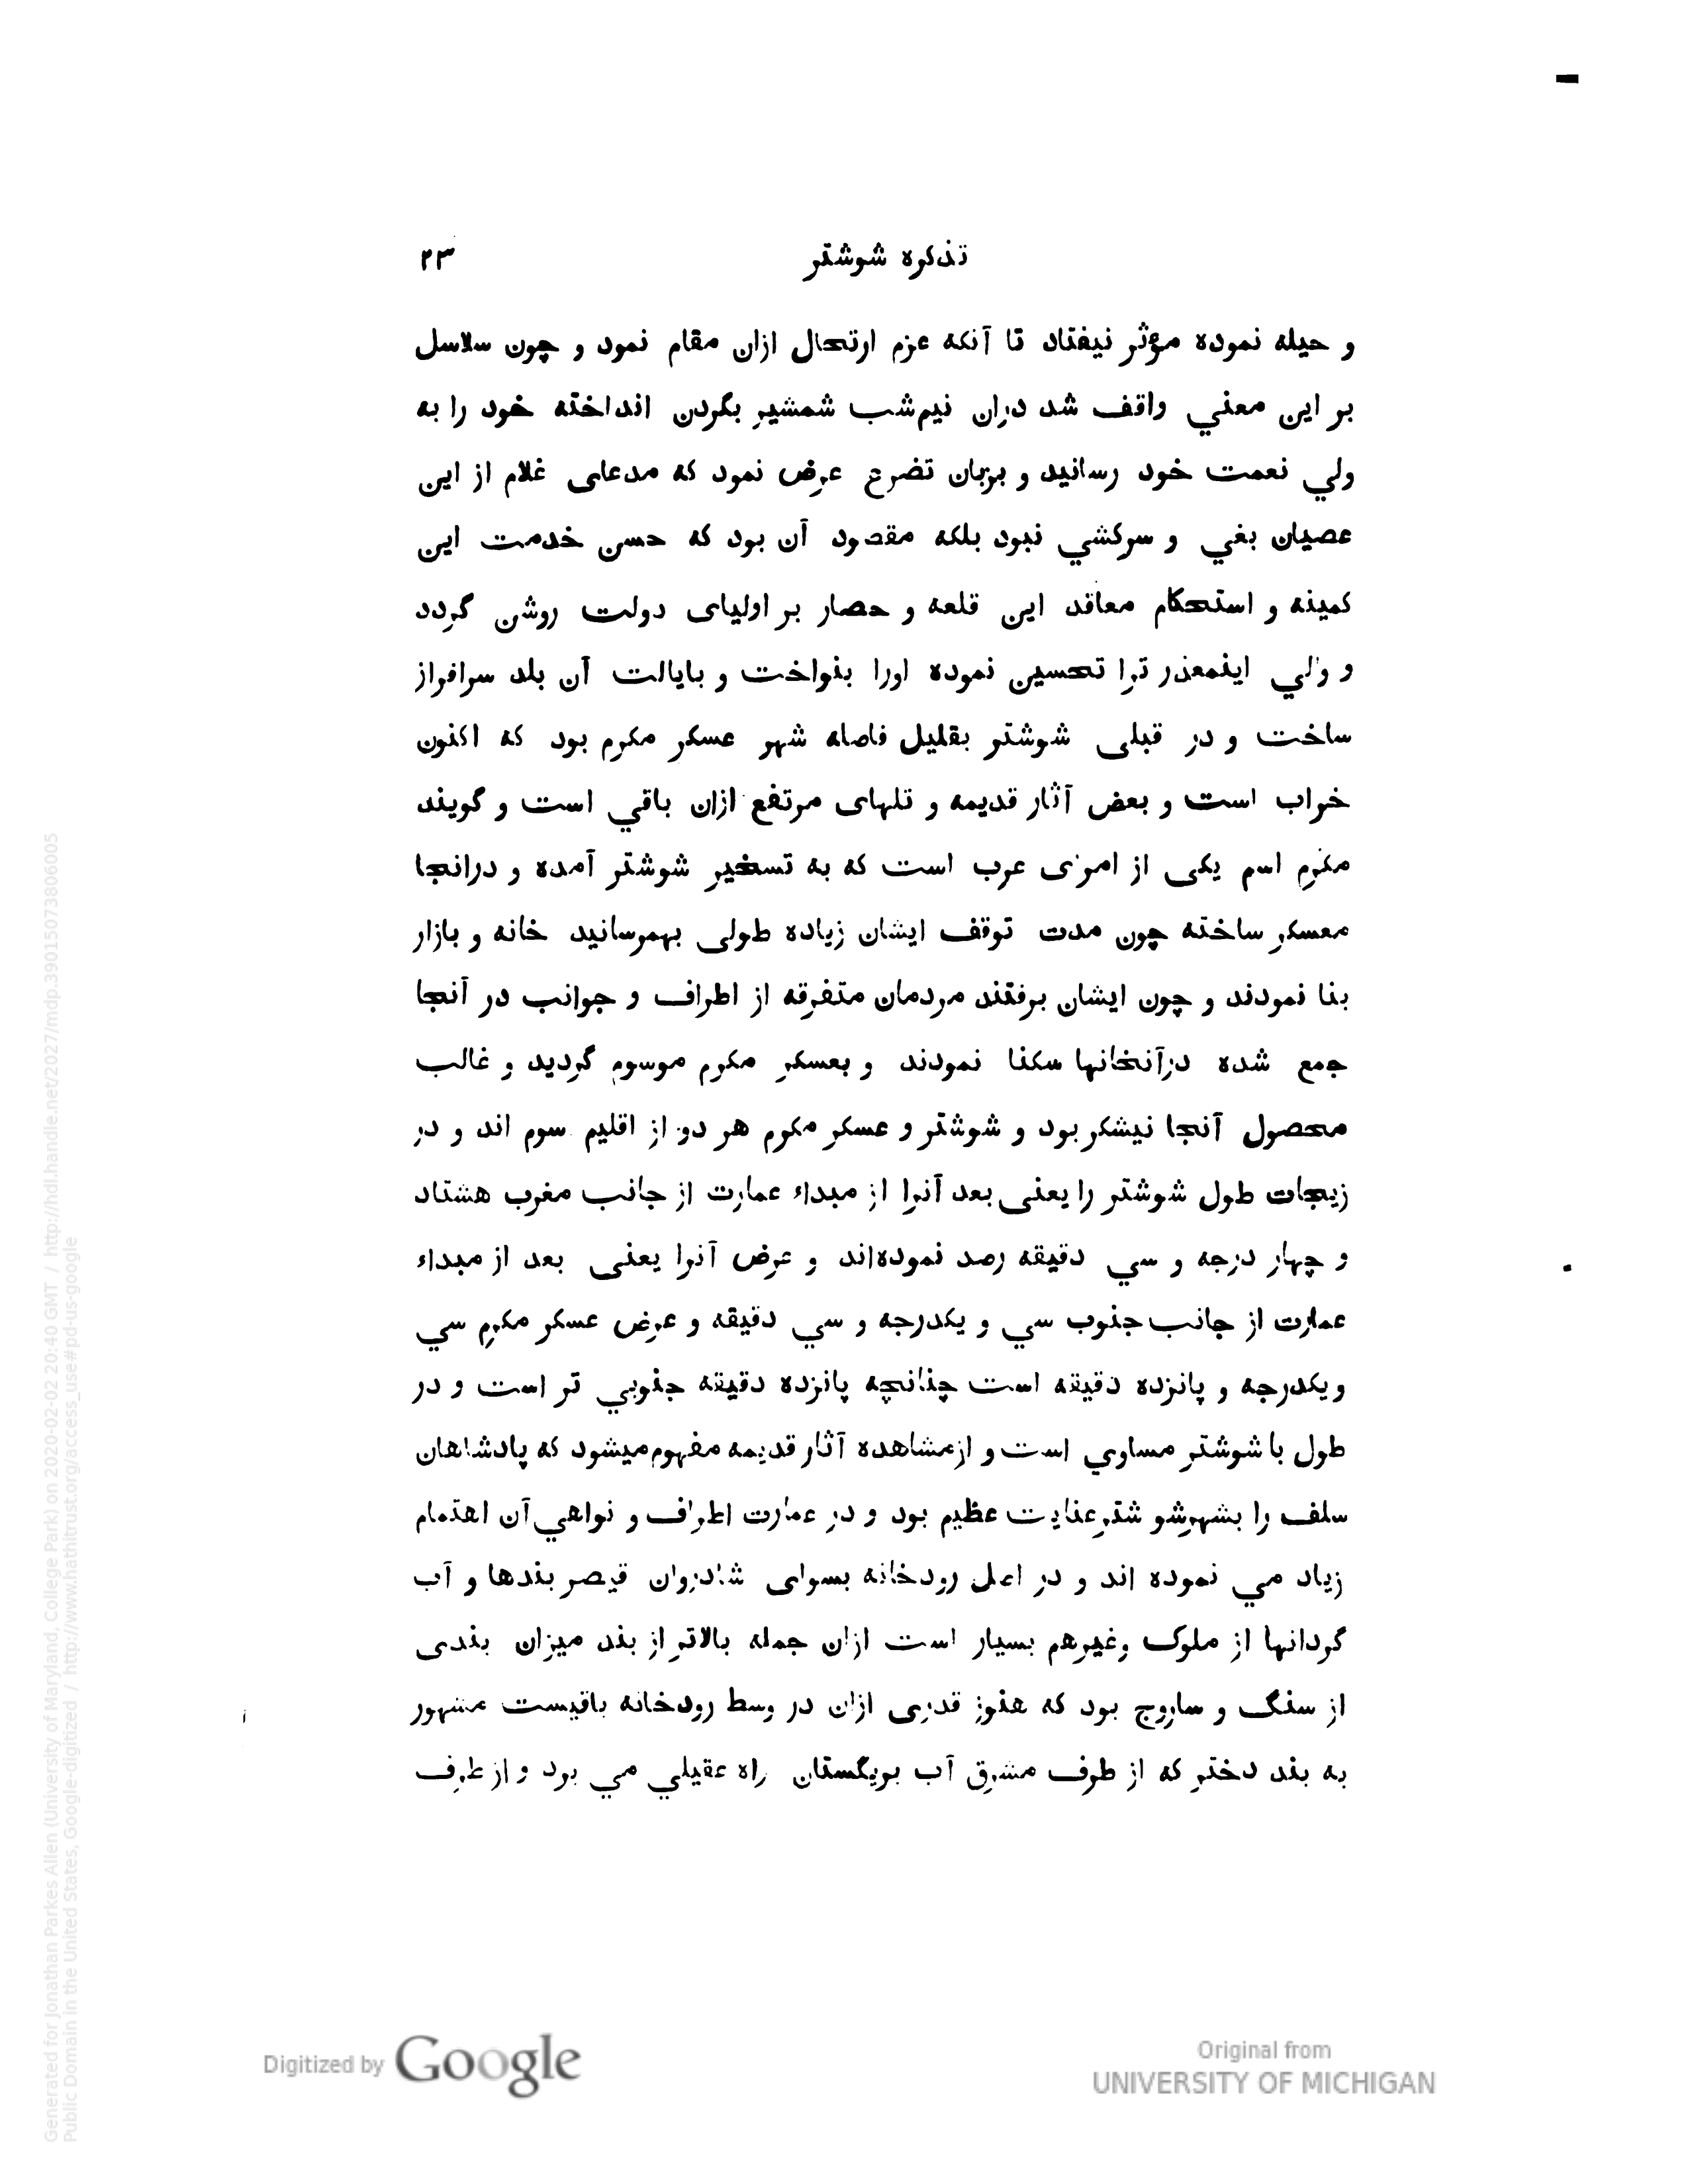 تذکره شوشتر ۲۳
و حیله نموده مؤثر نیفتاد تا آنکه عزم ارتحال ازان مقام نمود و چون سلاسل
بر این معني واقف شد دران نیم‌شب شمشیر بگردن انداخته خود را به
ولي نعمت خود رسانید و بزبان تضرع عرض نمود که مدعای غلام از این
عصیان بغي و سرکشي نبود بلکه مقصود آن بود که حسن خدمت این
کمینه و استحکام معاقد این قلعه و حصار بر اولیای دولت روشن گردد
و والي اینمعذر ترا تحسین نموده اورا بنواخت و بایالت آن بلد سرافراز
ساخت و در قبلی شوشتر بقلیل فاصله شهر عسکر مکرم بود که اکنون
خراب است و بعض آثار قدیمه و تلهای مرتفع ازان باقي است و گویند
مکرم اسم یکی از امرای عرب است که به تسخیر شوشتر آمده و درانجا
معسکر ساخته چون مدت توقف ایشان زیاده طولی بهمرسانید خانه و بازار
بنا نمودند و چون ایشان برفتند مردمان متفرقه از اطراف و جوانب در آنجا
جمع شده درآنخانها سکنا نمودند و بعسکر مکرم موسوم گردید و غالب
محصول آنجا نیشکر بود و شوشتر و عسکر مکرم هر دو از اقلیم سوم اند و در
زیجات طول شوشتر را یعنی بعد آنرا از مبداء عمارت از جانب مغرب هشتاد
و چهار درجه و سي دقیقه رصد نموده‌اند و عرض آنرا یعنی بعد از مبداء
عمارت از جانب جنوب سي و یکدرجه و سي دقیقه و عرض عسکر مکرم سي
ویکدرجه و پانزده دقیقه است چنانچه پانزده دقیقه جنوبي تر است و در
طول با شوشتر مساوي است و ازمشاهده آثار قدیمه مفهوم میشود که پادشاهان
سلف را بشهرشو شتر عنایت عظیم بود و در عمارت اطراف و نواهي آن اهتمام
زیاد می نموده اند و در اصل رودخانه بسوای شادروان قیصر بندها و آب
گردانها از ملوک وغیرهم بسیار است ازان جمله بالاتر از بند میزان بندی
از سنگ و ساروج بود که هنوز قدری ازان در وسط رودخانه باقیست مشهور
به بند دختر که از طرف مشرق آب بریگستان راه عقیلي می برد و از طرف
Digitized by Google
Original from
UNIVERSITY OF MICHIGAN
Generated for Jonathan Parkes Allen (University of Maryland, College Park) on 2020-02-02 20:40 GMT / http://hdl.handle.net/2027/mdp.39015073806005
Public Domain in the United States, Google-digitized / http://www.hathitrust.org/access_use#pd-us-google